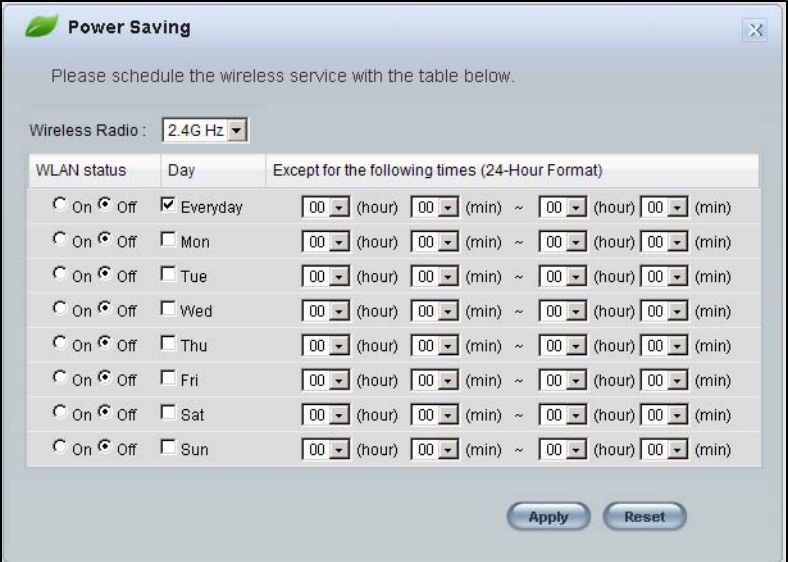 Power Saving
Please schedule the wireless service with the table below.
Wireless Radio : 2.4G Hz
WLAN status Day Except for the following times (24-Hour Format)
On Off Everyday 00 (hour) 00 (min) ~ 00 (hour) 00 (min)
On Off Mon 00 (hour) 00 (min) ~ 00 (hour) 00 (min)
On Off Tue 00 (hour) 00 (min) ~ 00 (hour) 00 (min)
On Off Wed 00 (hour) 00 (min) ~ 00 (hour) 00 (min)
On Off Thu 00 (hour) 00 (min) ~ 00 (hour) 00 (min)
On Off Fri 00 (hour) 00 (min) ~ 00 (hour) 00 (min)
On Off Sat 00 (hour) 00 (min) ~ 00 (hour) 00 (min)
On Off Sun 00 (hour) 00 (min) ~ 00 (hour) 00 (min)
Apply Reset